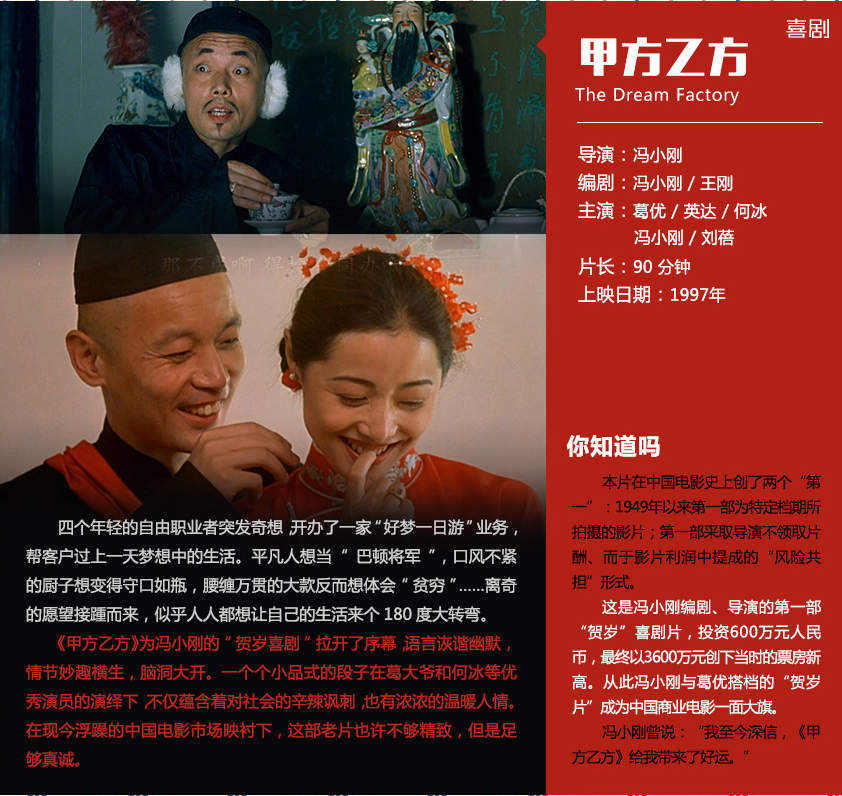 喜剧
甲方乙方
The Dream Factory
导演：冯小刚
编剧：冯小刚 / 王刚
主演：葛优 / 英达 / 何冰
冯小刚 / 刘蓓
片长：90 分钟
上映日期：1997年
四个年轻的自由职业者突发奇想，开办了一家“好梦一日游”业务，
帮客户过上一天梦想中的生活。平凡人想当“ 巴顿将军 ”，口风不紧
的厨子想变得守口如瓶，腰缠万贯的大款反而想体会“ 贫穷 ”......离奇
的愿望接踵而来，似乎人人都想让自己的生活来个 180 度大转弯。
《甲方乙方》为冯小刚的“ 贺岁喜剧 ”拉开了序幕，语言诙谐幽默，
情节妙趣横生，脑洞大开。一个个小品式的段子在葛大爷和何冰等优
秀演员的演绎下，不仅蕴含着对社会的辛辣讽刺，也有浓浓的温暖人情。
在现今浮躁的中国电影市场映衬下，这部老片也许不够精致，但是足
够真诚。
你知道吗
本片在中国电影史上创了两个“第
一”：1949年以来第一部为特定档期所
拍摄的影片；第一部采取导演不领取片
酬、而于影片利润中提成的“风险共
担”形式。
这是冯小刚编剧、导演的第一部
“贺岁”喜剧片，投资600万元人民
币，最终以3600万元创下当时的票房新
高。从此冯小刚与葛优搭档的“贺岁
片”成为中国商业电影一面大旗。
冯小刚曾说：“我至今深信，《甲
方乙方》给我带来了好运。”